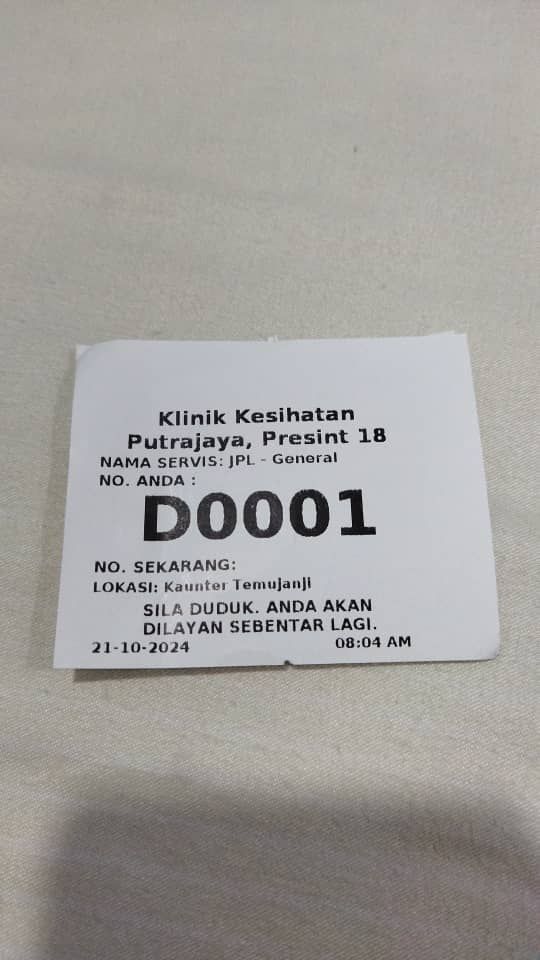 Klinik Kesihatan
Putrajaya, Presint 18
NAMA SERVIS: JPL - General
NO. ANDA :
D0001
NO. SEKARANG:
LOKASI: Kaunter Temujanji
SILA DUDUK. ANDA AKAN
DILAYAN SEBENTAR LAGI.
21-10-2024 08:04 AM